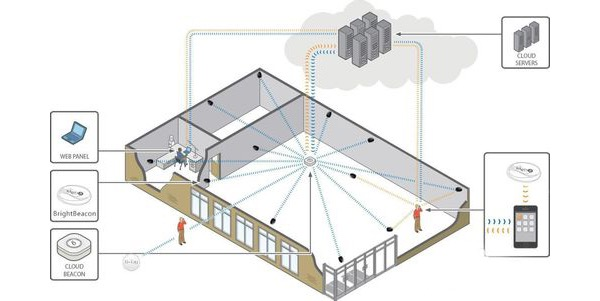 CLOUD
SERVERS
WEB PANEL
BrightBeacon
CLOUD
BEACON